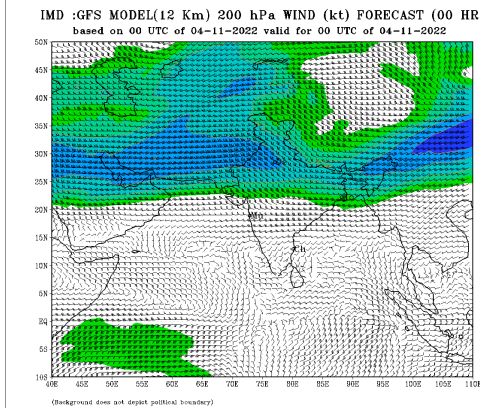 IMD :GFS MODEL(12 Km) 200 hPa WIND (kt) FORECAST (00 HR
based on 00 UTC of 04-11-2022 valid for 00 UTC of 04-11-2022
50N
45N
40N
35N
30N
25N
20N
Mu
15N
Ch
10N
5N
EQ
5S
10S
40E 45E 50E 55E 60E 65E 70E 75E 80E 85E 90E 95E 100E 105E 110E
(Background does not depict political boundary)